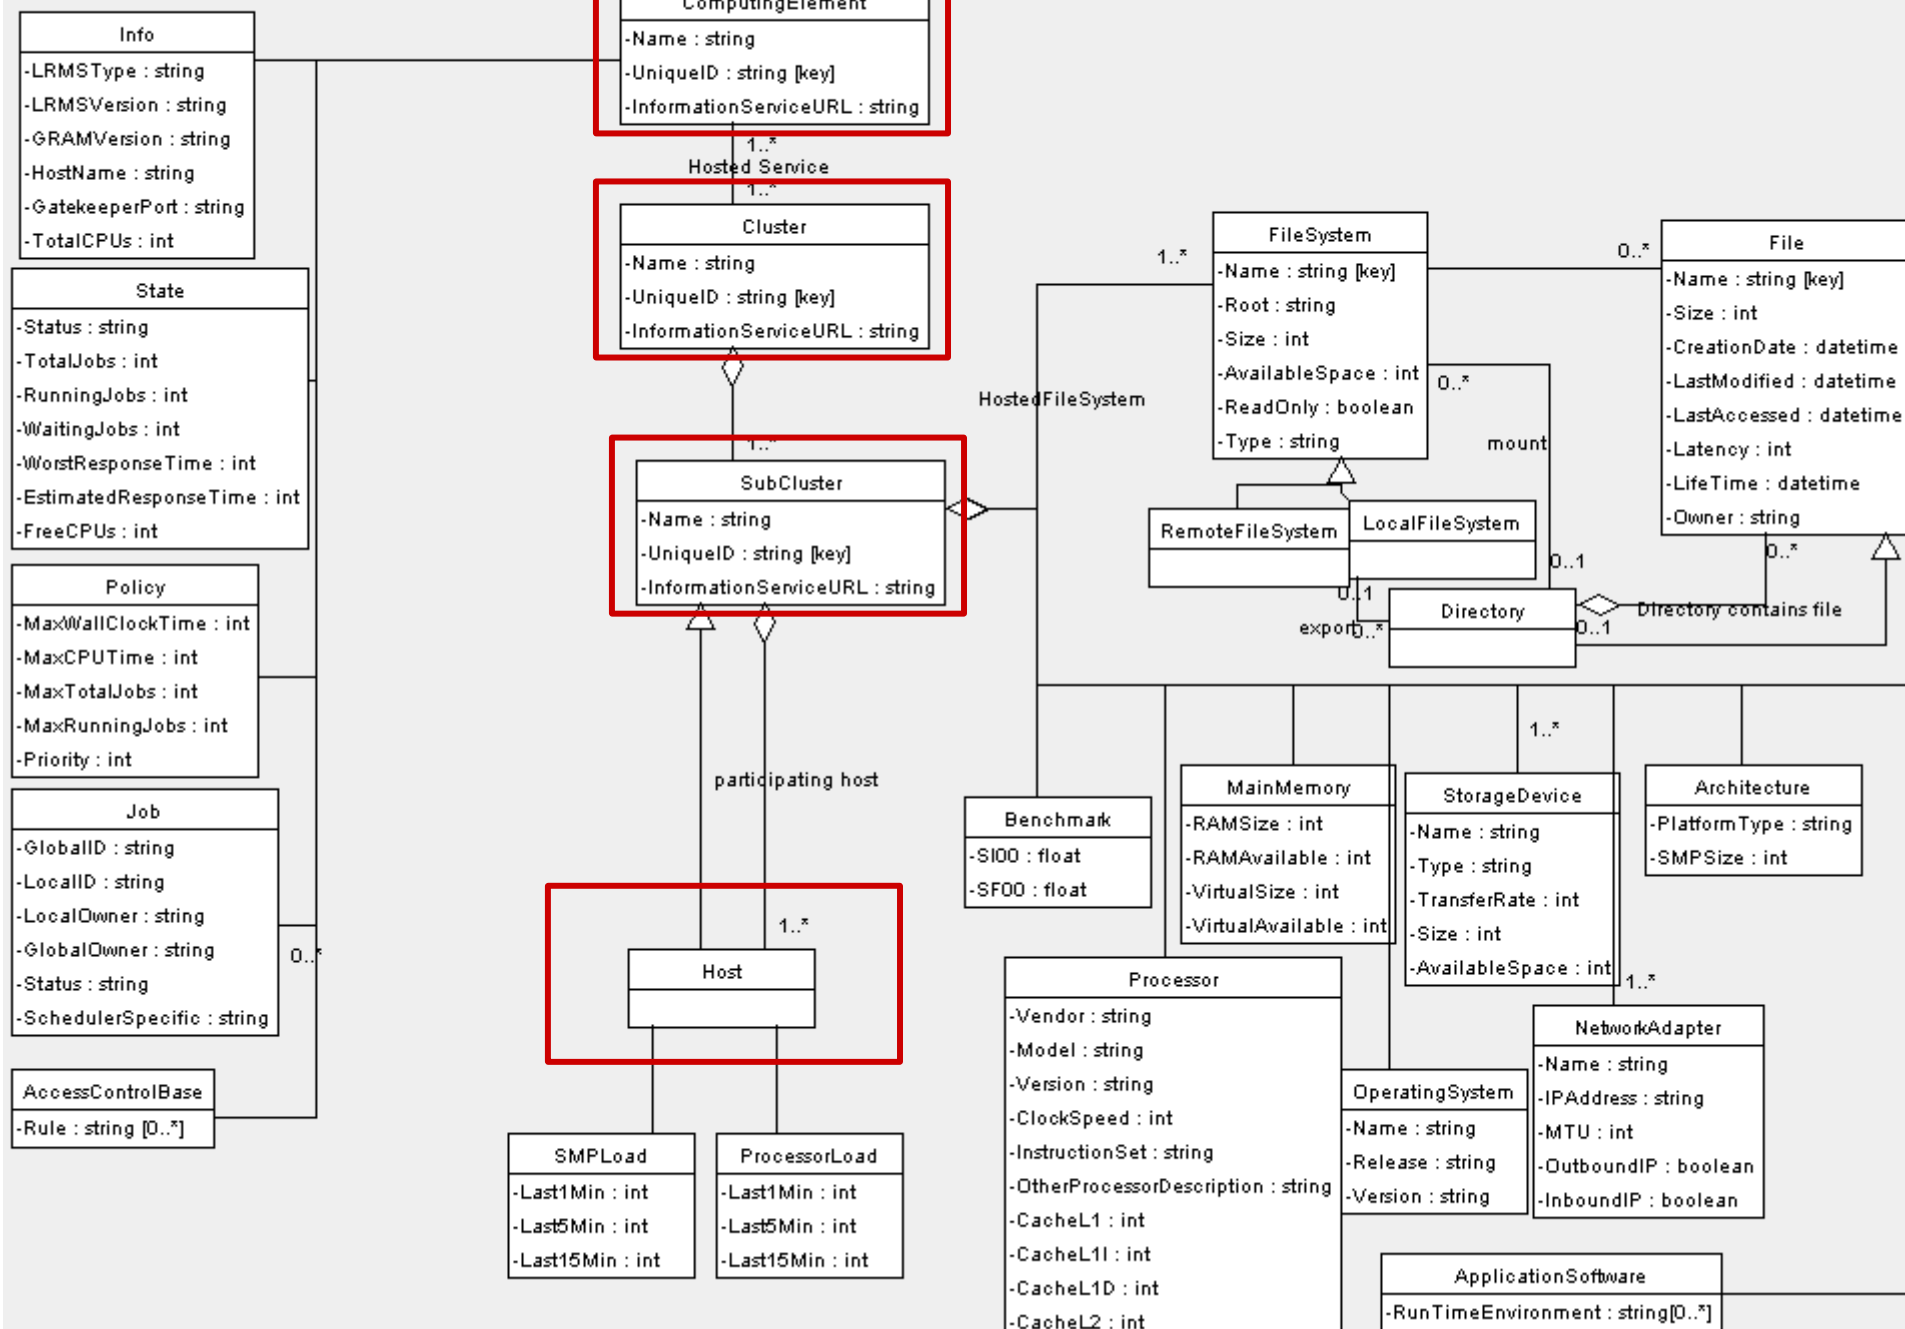 Info
-LRMSType : string
-LRMSVersion : string
-GRAMVersion : string
-HostName : string
-GatekeeperPort : string
-TotalCPUs : int
State
-Status : string
-TotalJobs : int
-RunningJobs : int
-WaitingJobs : int
-WorstResponseTime : int
-EstimatedResponseTime : int
-FreeCPUs : int
Policy
-MaxWallClockTime : int
-MaxCPUTime : int
-MaxTotalJobs : int
-MaxRunningJobs : int
-Priority : int
Job
-GlobalID : string
-LocalID : string
-LocalOwner : string
-GlobalOwner : string
-Status : string
-SchedulerSpecific : string
0..*
AccessControlBase
-Rule : string [0..*]
ComputingElement
-Name : string
-UniqueID : string [key]
-InformationServiceURL : string
1..*
Hosted Service
1..*
Cluster
-Name : string
-UniqueID : string [key]
-InformationServiceURL : string
1..*
SubCluster
-Name : string
-UniqueID : string [key]
-InformationServiceURL : string
participating host
1..*
Host
SMPLoad
-Last1Min : int
-Last5Min : int
-Last15Min : int
ProcessorLoad
-Last1Min : int
-Last5Min : int
-Last15Min : int
HostedFileSystem
1..*
FileSystem
-Name : string [key]
-Root : string
-Size : int
-AvailableSpace : int
-ReadOnly : boolean
-Type : string
0..*
0..*
mount
0..1
File
-Name : string [key]
-Size : int
-CreationDate : datetime
-LastModified : datetime
-LastAccessed : datetime
-Latency : int
-LifeTime : datetime
-Owner : string
0..*
RemoteFileSystem
LocalFileSystem
0..1
export
0..*
Directory
0..1
Directory contains file
1..*
Benchmark
-SI00 : float
-SF00 : float
MainMemory
-RAMSize : int
-RAMAvailable : int
-VirtualSize : int
-VirtualAvailable : int
StorageDevice
-Name : string
-Type : string
-TransferRate : int
-Size : int
-AvailableSpace : int
Architecture
-PlatformType : string
-SMPSize : int
1..*
Processor
-Vendor : string
-Model : string
-Version : string
-ClockSpeed : int
-InstructionSet : string
-OtherProcessorDescription : string
-CacheL1 : int
-CacheL1I : int
-CacheL1D : int
-CacheL2 : int
OperatingSystem
-Name : string
-Release : string
-Version : string
NetworkAdapter
-Name : string
-IPAddress : string
-MTU : int
-OutboundIP : boolean
-InboundIP : boolean
ApplicationSoftware
-RunTimeEnvironment : string[0..*]